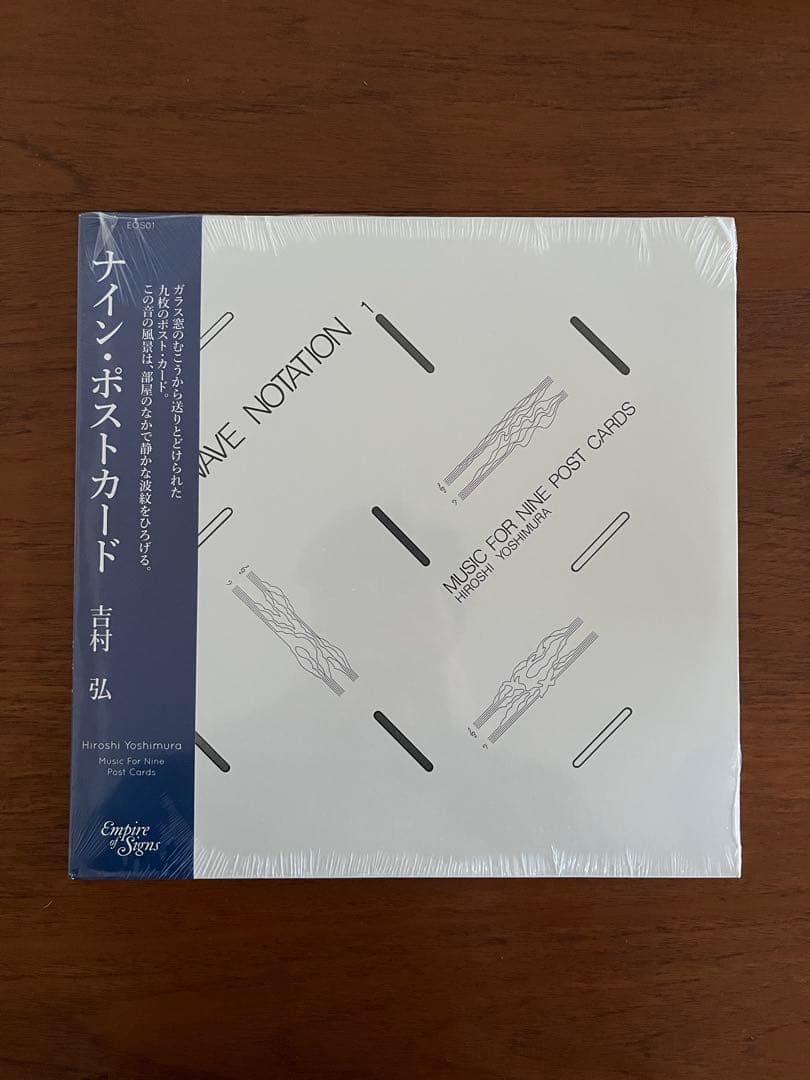 EOS01
ナイン・ポストカード
吉村 弘
ガラス窓のむこうから送りとどけられた
九枚のポスト・カード。
この音の風景は、部屋のなかで静かな波紋をひろげる。
Hiroshi Yoshimura
Music For Nine
Post Cards
Empire
of Signs
WAVE NOTATION 1
MUSIC FOR NINE POST CARDS
HIROSHI YOSHIMURA